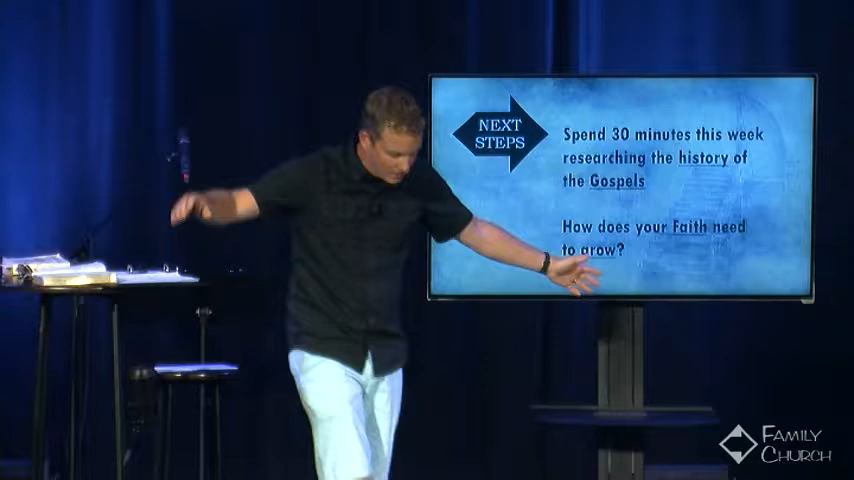 NEXT
STEPS
Spend 30 minutes this week
researching the history of
the Gospels
How does your Faith need
to grow?
FAMILY
CHURCH